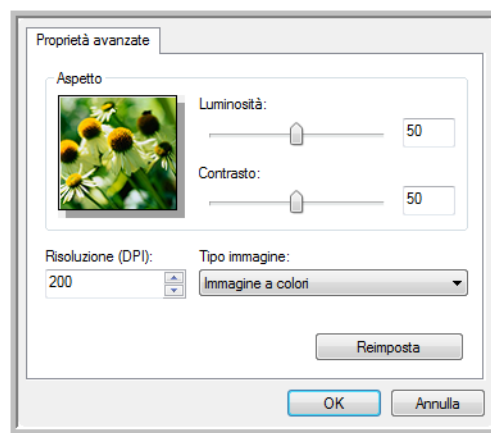 Proprietà avanzate
Aspetto
Luminosità:
50
Contrasto:
50
Risoluzione (DPI): Tipo immagine:
200 Immagine a colori
Reimposta
OK Annulla